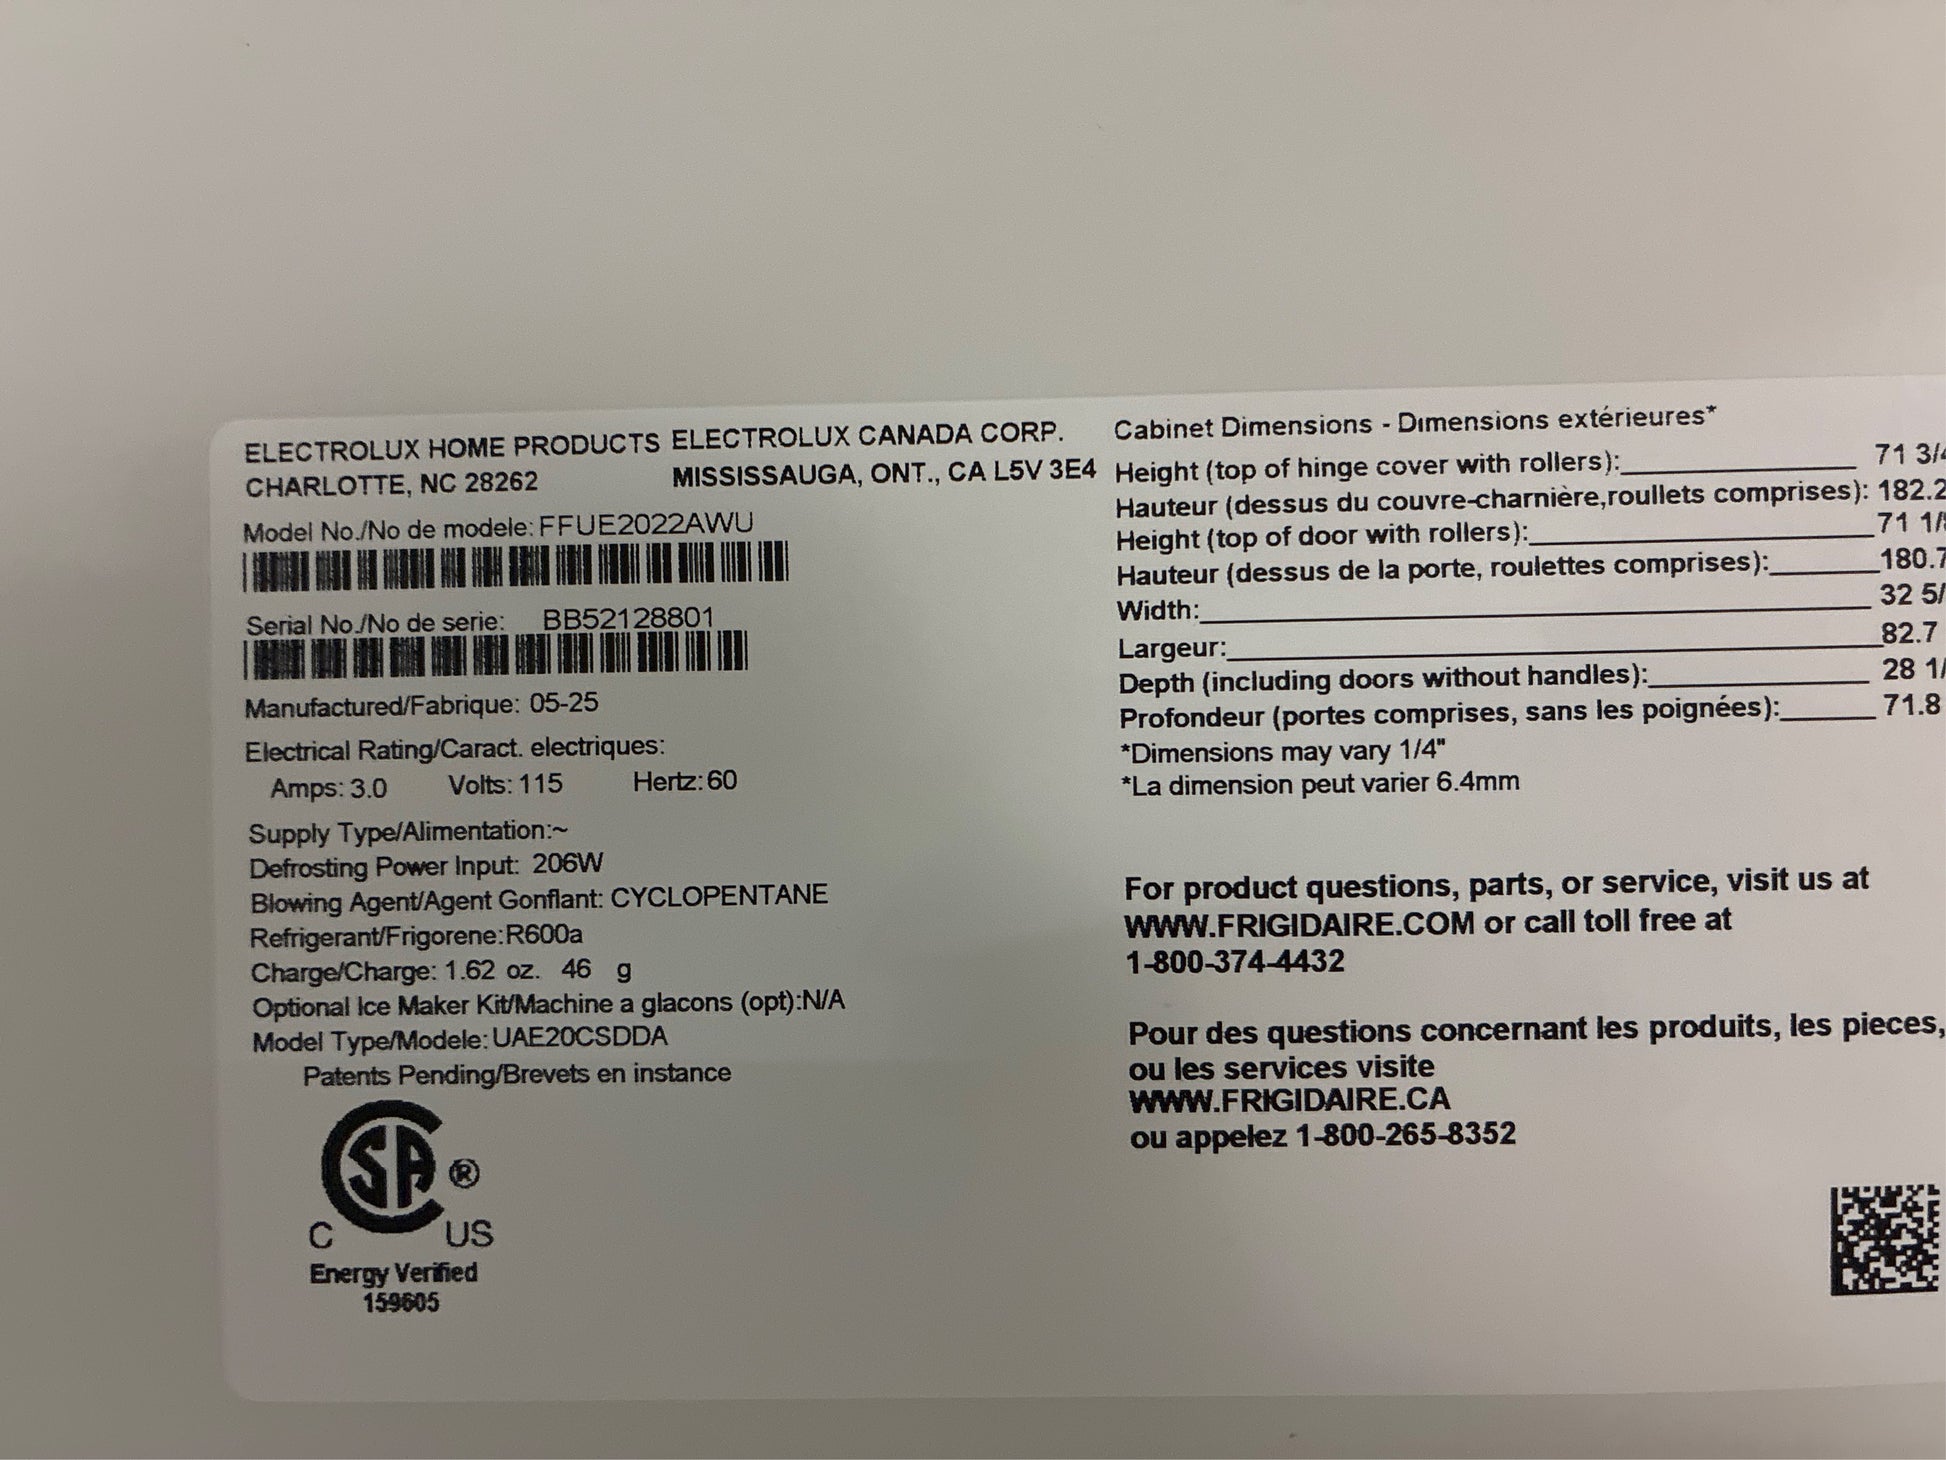 ELECTROLUX HOME PRODUCTS ELECTROLUX CANADA CORP.
CHARLOTTE, NC 28262 MISSISSAUGA, ONT., CA L5V 3E4
Model No./No de modele: FFUE2022AWU
Serial No./No de serie: BB52128801
Manufactured/Fabrique: 05-25
Electrical Rating/Caract. electriques:
Amps: 3.0 Volts: 115 Hertz: 60
Supply Type/Alimentation:~
Defrosting Power Input: 206W
Blowing Agent/Agent Gonflant: CYCLOPENTANE
Refrigerant/Frigorene:R600a
Charge/Charge: 1.62 oz. 46 g
Optional Ice Maker Kit/Machine a glacons (opt):N/A
Model Type/Modele: UAE20CSDDA
Patents Pending/Brevets en instance
CSA ®
C US
Energy Verified
159605
Cabinet Dimensions - Dimensions extérieures*
Height (top of hinge cover with rollers): 71
Hauteur (dessus du couvre-charnière,roullets comprises): 182.2
Height (top of door with rollers): 71
Hauteur (dessus de la porte, roulettes comprises): 180.7
Width: 32
Largeur: 82.7
Depth (including doors without handles): 28
Profondeur (portes comprises, sans les poignées): 71.8
*Dimensions may vary 1/4"
*La dimension peut varier 6.4mm
For product questions, parts, or service, visit us at
WWW.FRIGIDAIRE.COM or call toll free at
1-800-374-4432
Pour des questions concernant les produits, les pieces,
ou les services visite
WWW.FRIGIDAIRE.CA
ou appelez 1-800-265-8352